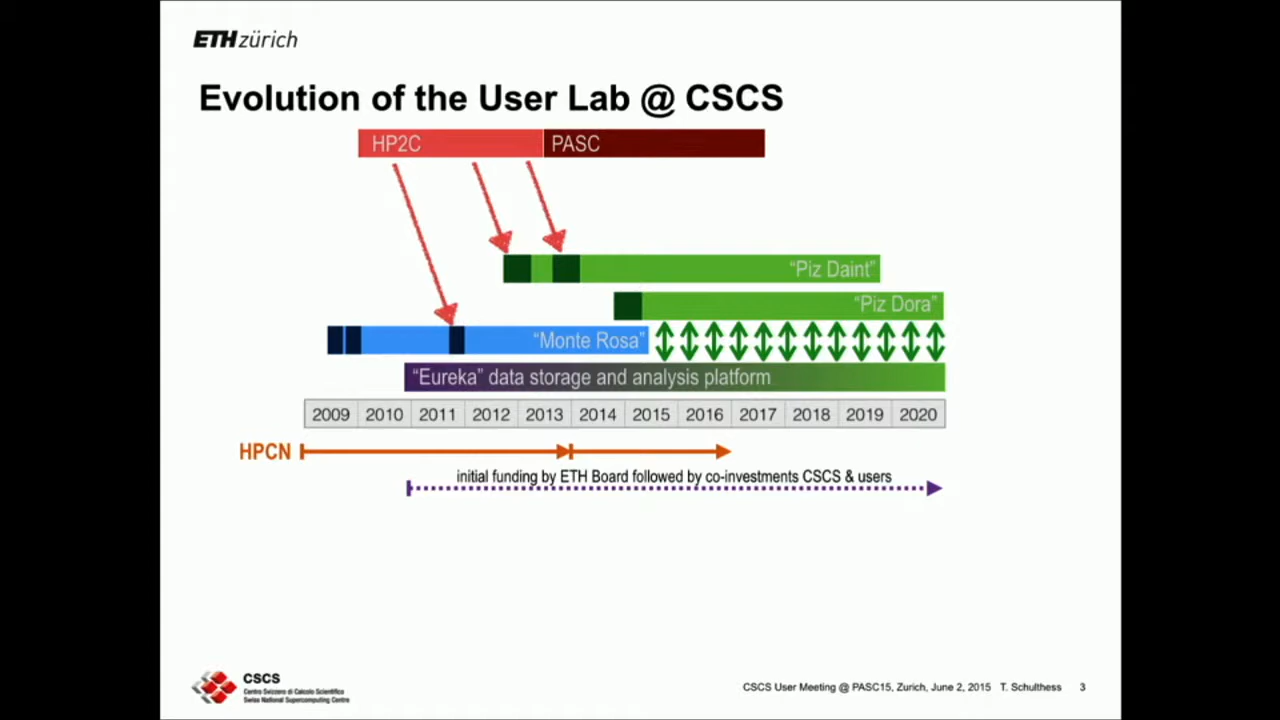 ETH zürich
Evolution of the User Lab @ CSCS
HP2C PASC
“Piz Daint”
“Piz Dora”
“Monte Rosa”
“Eureka” data storage and analysis platform
2009 2010 2011 2012 2013 2014 2015 2016 2017 2018 2019 2020
HPCN
initial funding by ETH Board followed by co-investments CSCS & users
CSCS
Centro Svizzero di Calcolo Scientifico
Swiss National Supercomputing Centre
CSCS User Meeting @ PASC15, Zurich, June 2, 2015 T. Schulthess 3